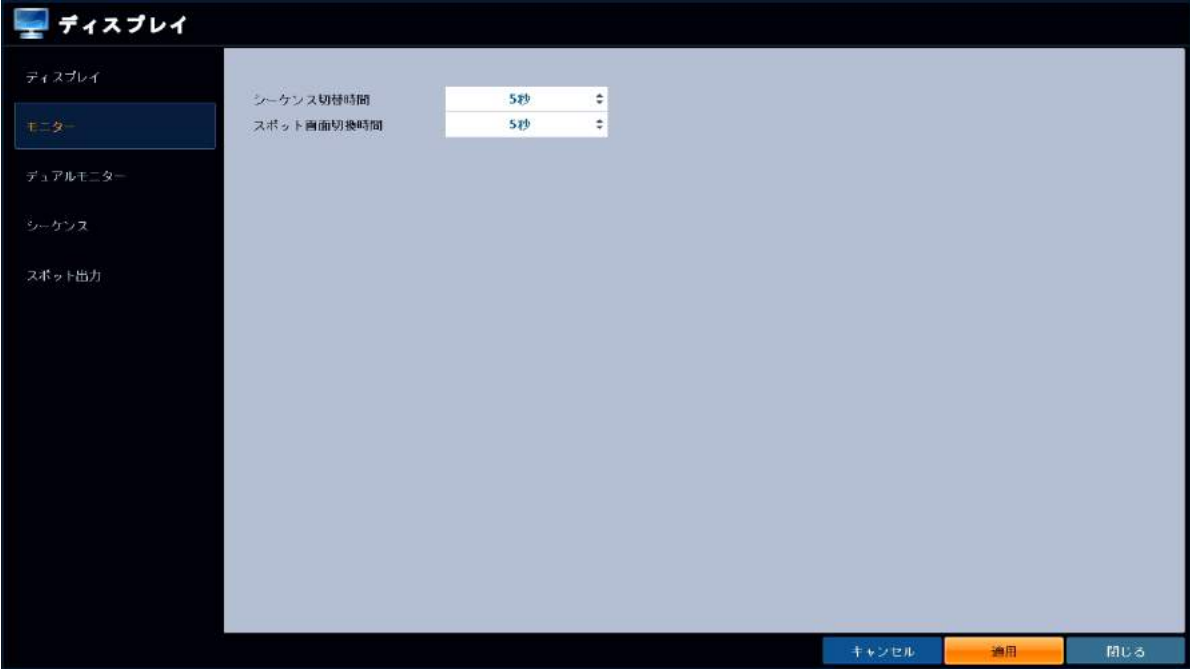 ディスプレイ
ディスプレイ
モニター
デュアルモニター
シーケンス
スポット出力
シーケンス切替時間 5秒
スポット画面切換時間 5秒
キャンセル 適用 閉じる